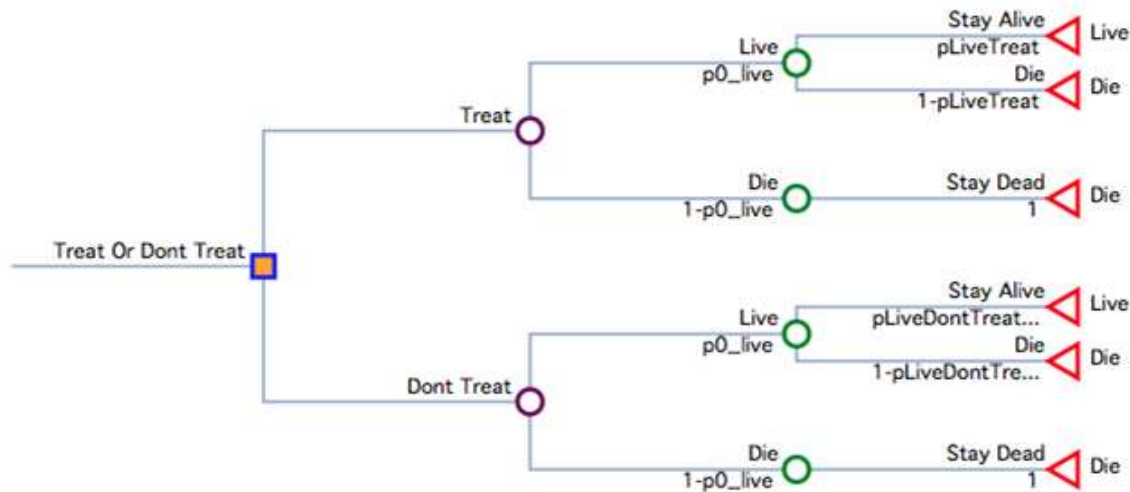 Stay Alive
Live
Live
pLiveTreat
p0_live
Die
Die
1-pLiveTreat
Treat
Die
Stay Dead
Die
1-p0_live
1
Treat Or Dont Treat
Stay Alive
Live
Live
pLiveDontTreat...
p0_live
Die
Die
1-pLiveDontTre...
Dont Treat
Die
Stay Dead
Die
1-p0_live
1